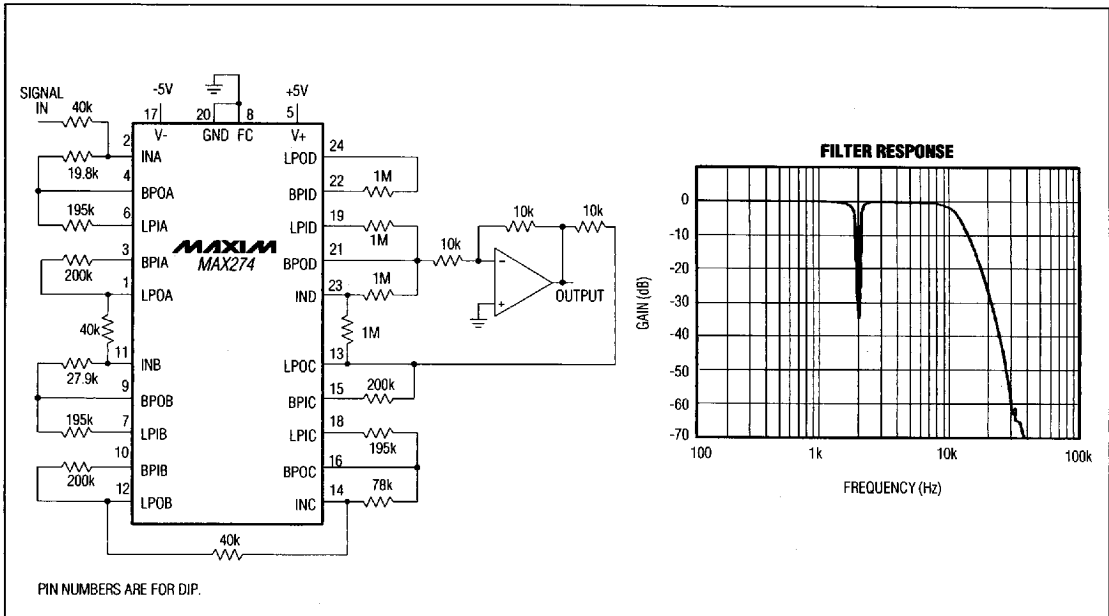 SIGNAL
IN
40k
-5V
17
V-
20
GND
8
FC
+5V
5
V+
2
INA
19.8k
4
BPOA
195k
6
LPIA
3
BPIA
200k
1
LPOA
40k
11
INB
27.9k
9
BPOB
195k
7
LPIB
10
BPIB
200k
12
LPOB
40k
MAXIM
MAX274
24
LPOD
22
BPID
1M
19
LPID
1M
21
BPOD
23
IND
1M
1M
13
LPOC
15
BPIC
200k
18
LPIC
195k
16
BPOC
14
INC
78k
10k
10k
10k
-
+
OUTPUT
FILTER RESPONSE
GAIN (dB)
0
-10
-20
-30
-40
-50
-60
-70
100
1k
10k
100k
FREQUENCY (Hz)
PIN NUMBERS ARE FOR DIP.